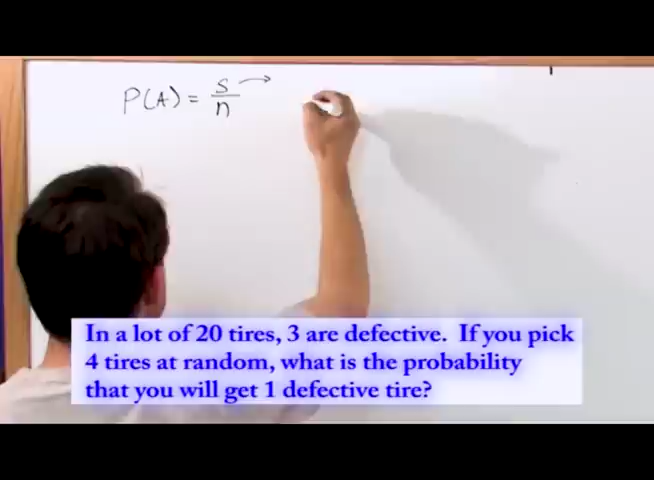 P(A) = s/n →
In a lot of 20 tires, 3 are defective. If you pick
4 tires at random, what is the probability
that you will get 1 defective tire?